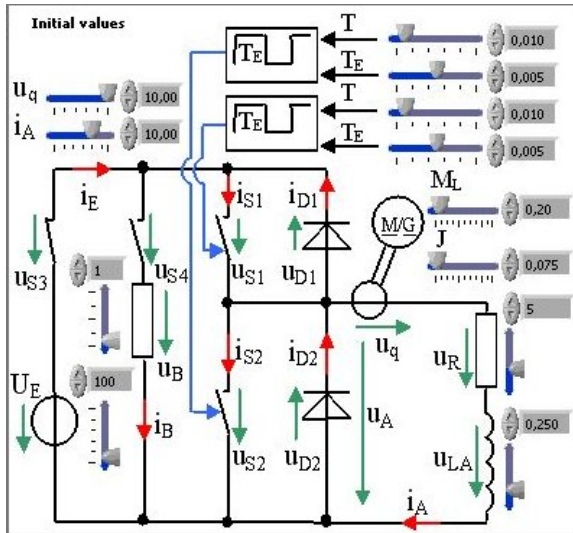 Initial values
T
0,010
T_E
T_E
0,005
u_q
10,00
T
0,010
i_A
10,00
T_E
T_E
0,005
i_E
i_S1
i_D1
M_L
M/G
0,20
J
0,075
u_S3
1
u_S4
u_S1
u_D1
5
u_B
i_S2
i_D2
u_q
u_R
U_E
100
u_A
0,250
i_B
u_S2
u_D2
u_LA
i_A